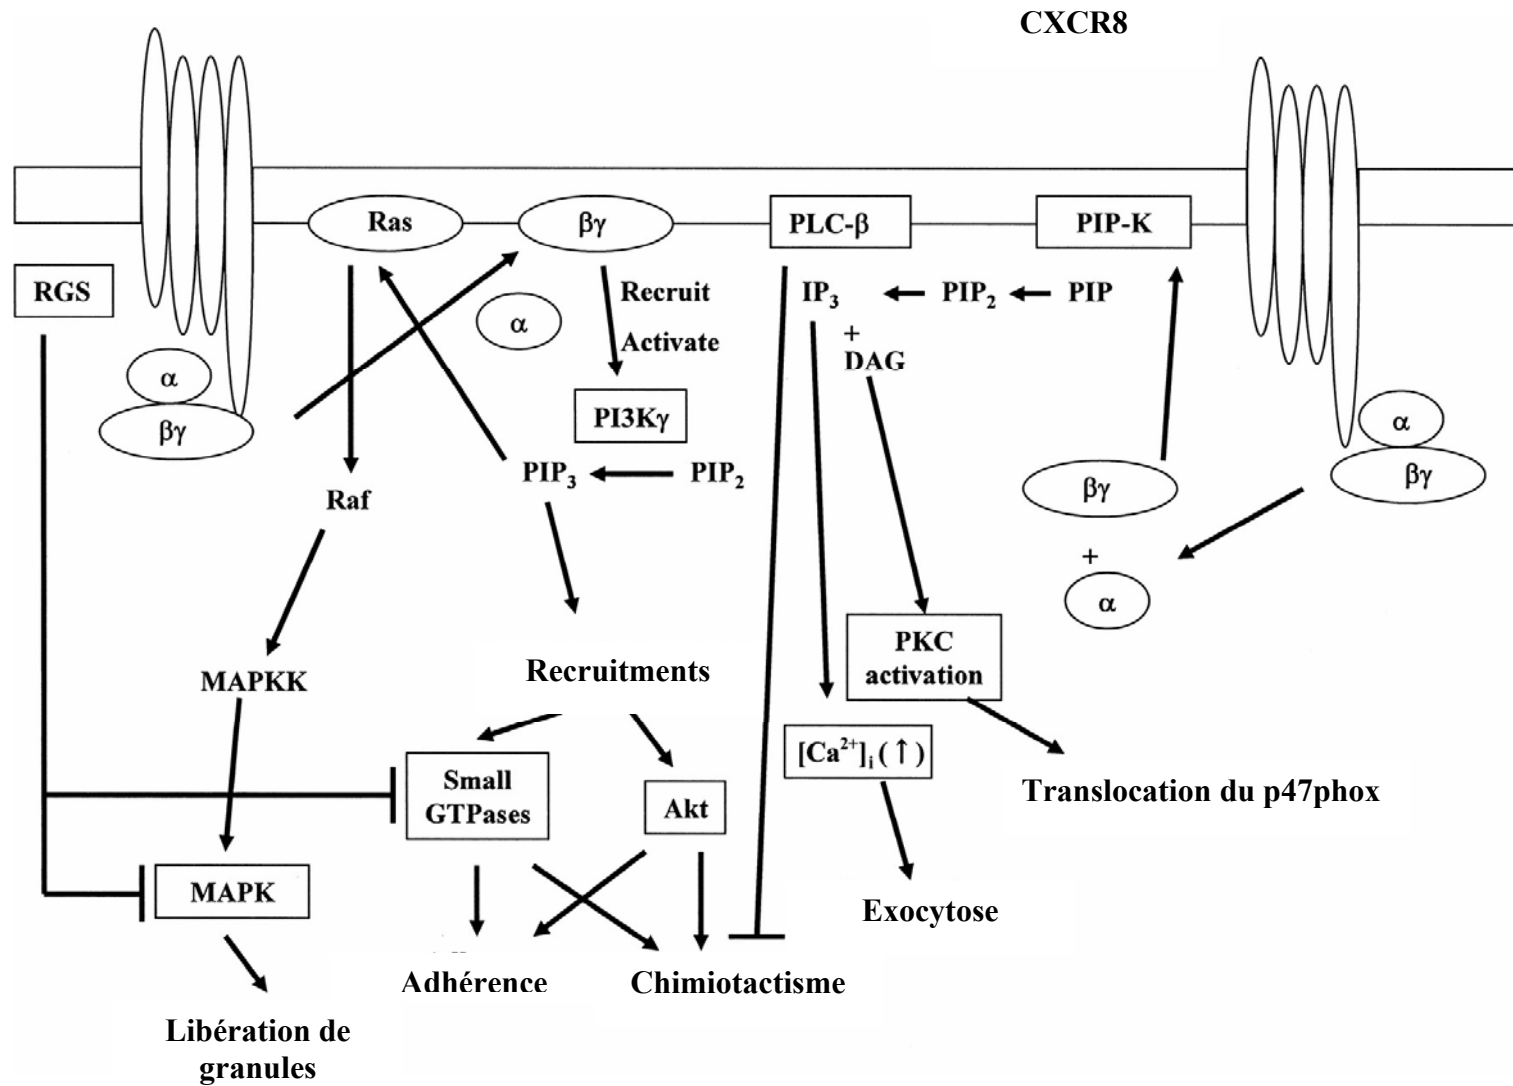 CXCR8
Ras
βγ
PLC-β
PIP-K
RGS
α
βγ
α
Recruit
Activate
PI3Kγ
IP3
PIP2
PIP
+
DAG
PIP3
PIP2
Raf
βγ
+
α
α
βγ
MAPKK
Recruitments
PKC
activation
Small
GTPases
Akt
[Ca2+]i (↑)
Translocation du p47phox
MAPK
Exocytose
Adhérence
Chimiotactisme
Libération de
granules